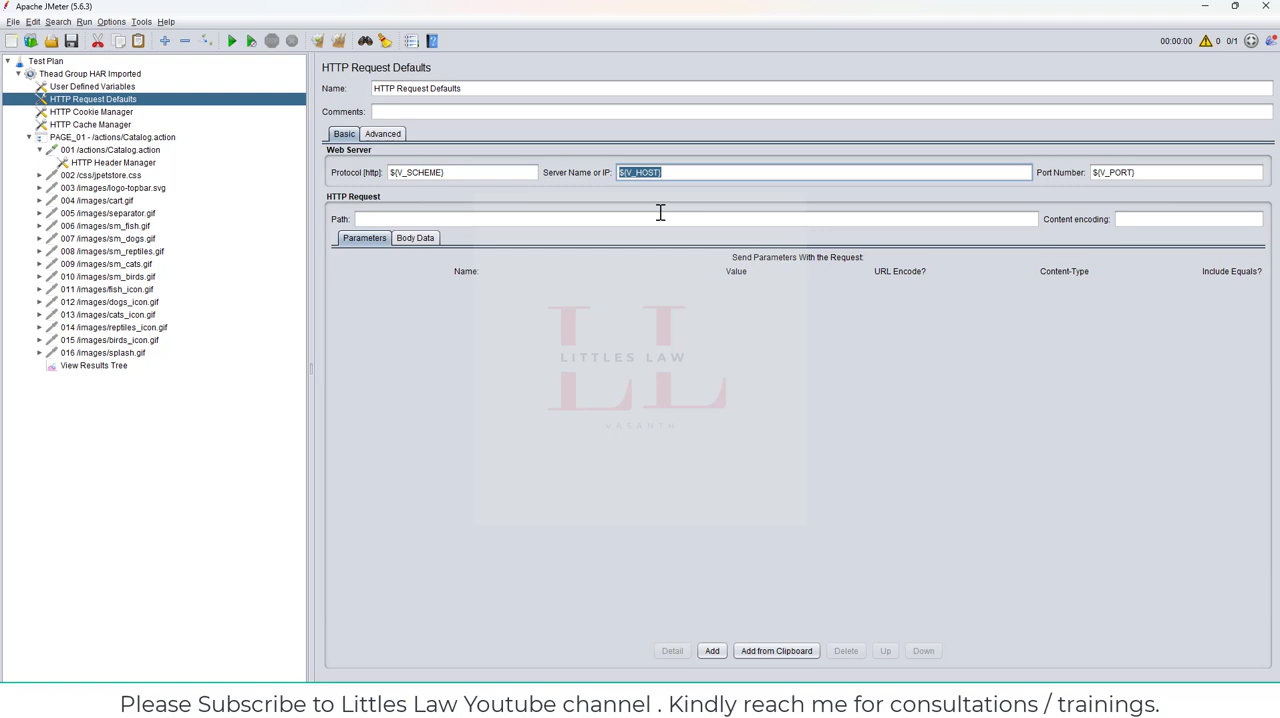 Apache JMeter (5.6.3)
File Edit Search Run Options Tools Help
00:00:00 0 0/1
Test Plan
Thead Group HAR Imported
User Defined Variables
HTTP Request Defaults
HTTP Cookie Manager
HTTP Cache Manager
PAGE_01 - /actions/Catalog.action
001 /actions/Catalog.action
HTTP Header Manager
002 /css/jpetstore.css
003 /images/logo-topbar.svg
004 /images/cart.gif
005 /images/separator.gif
006 /images/sm_fish.gif
007 /images/sm_dogs.gif
008 /images/sm_reptiles.gif
009 /images/sm_cats.gif
010 /images/sm_birds.gif
011 /images/fish_icon.gif
012 /images/dogs_icon.gif
013 /images/cats_icon.gif
014 /images/reptiles_icon.gif
015 /images/birds_icon.gif
016 /images/splash.gif
View Results Tree
HTTP Request Defaults
Name: HTTP Request Defaults
Comments:
Basic Advanced
Web Server
Protocol [http]: ${V_SCHEME} Server Name or IP: ${V_HOST} Port Number: ${V_PORT}
HTTP Request
Path: Content encoding:
Parameters Body Data
Send Parameters With the Request:
Name: Value URL Encode? Content-Type Include Equals?
LL
LITTLES LAW
VASANTH
Detail Add Add from Clipboard Delete Up Down
Please Subscribe to Littles Law Youtube channel . Kindly reach me for consultations / trainings.